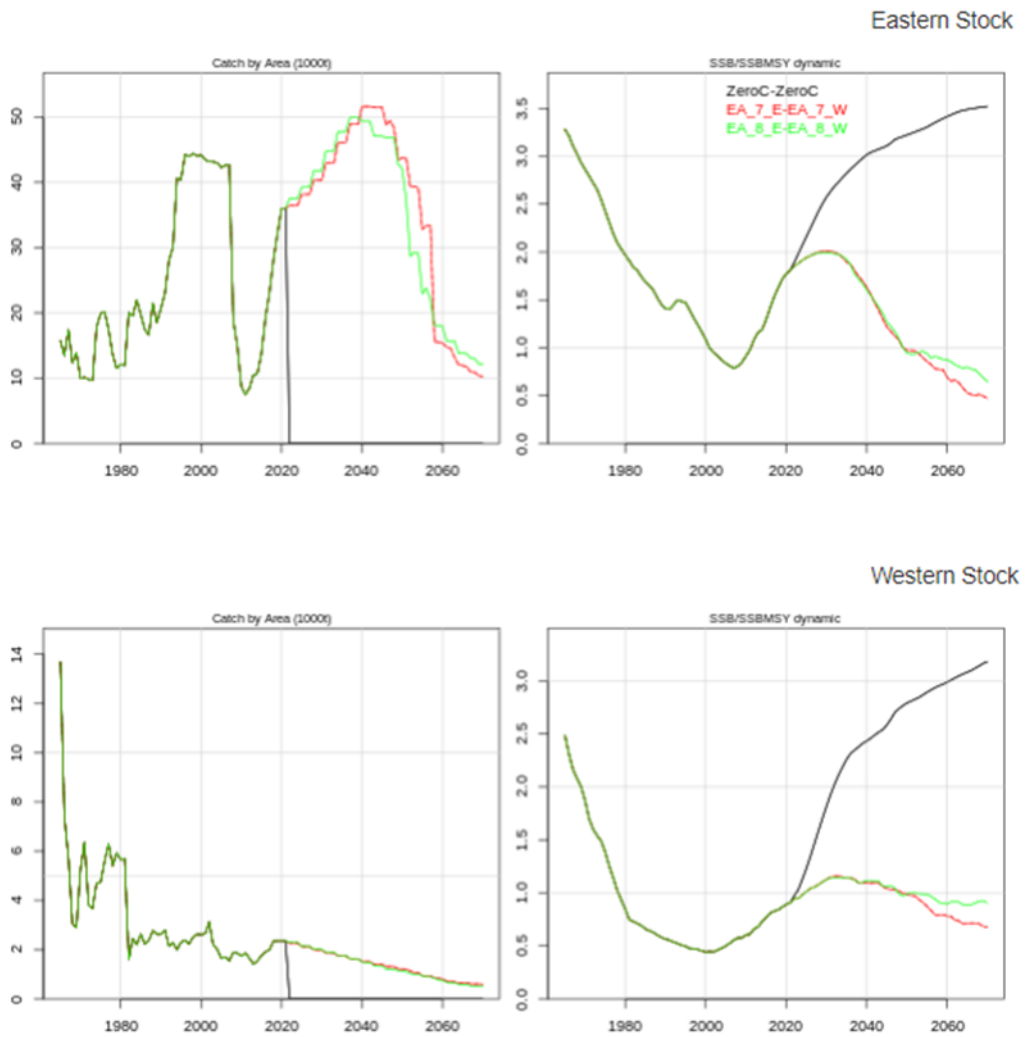 Eastern Stock
Catch by Area (1000t)
50
40
30
20
10
0
1980 2000 2020 2040 2060
SSB/SSBMSY dynamic
ZeroC-ZeroC
EA_7_E-EA_7_W
EA_8_E-EA_8_W
3.5
3.0
2.5
2.0
1.5
1.0
0.5
0.0
1980 2000 2020 2040 2060
Western Stock
Catch by Area (1000t)
14
12
10
8
6
4
2
0
1980 2000 2020 2040 2060
SSB/SSBMSY dynamic
3.0
2.5
2.0
1.5
1.0
0.5
0.0
1980 2000 2020 2040 2060